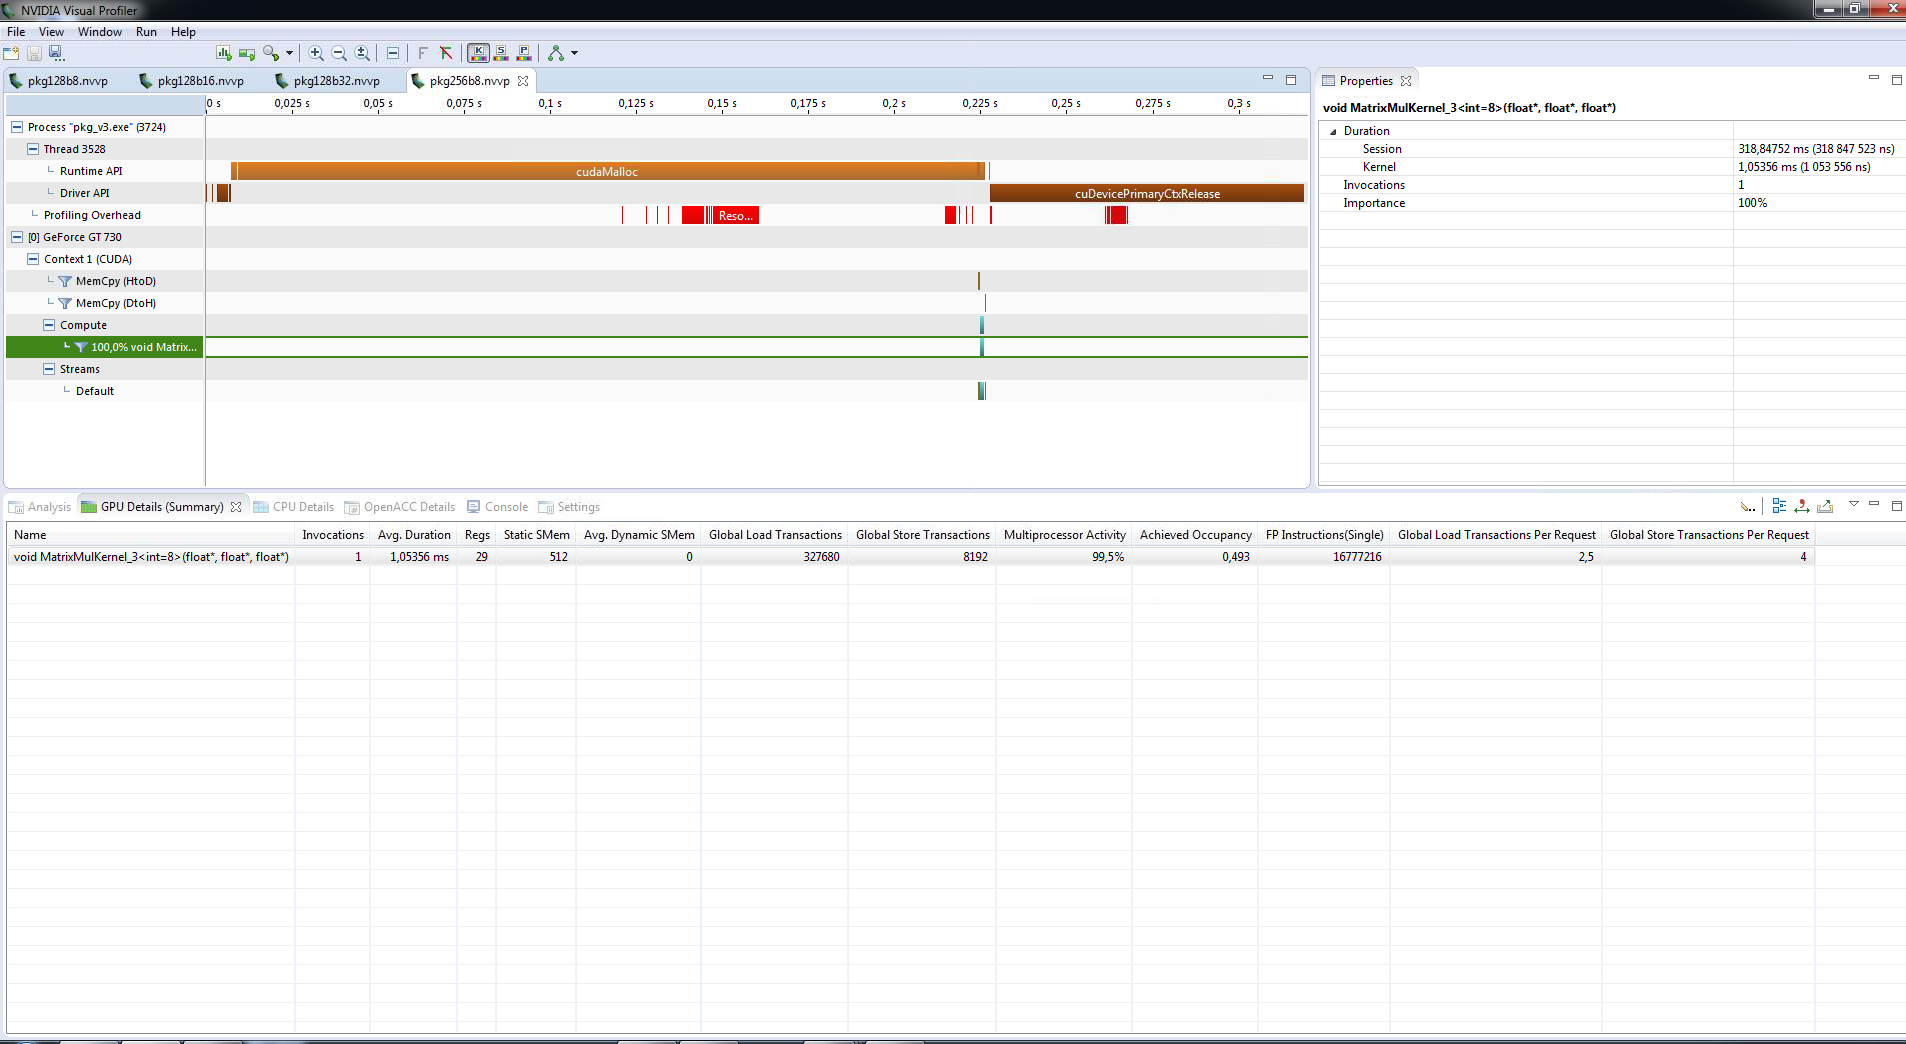 NVIDIA Visual Profiler
File View Window Run Help
pkg128b8.nvvp pkg128b16.nvvp pkg128b32.nvvp pkg256b8.nvvp
0 s 0,025 s 0,05 s 0,075 s 0,1 s 0,125 s 0,15 s 0,175 s 0,2 s 0,225 s 0,25 s 0,275 s 0,3 s
Process "pkg_v3.exe" (3724)
Thread 3528
Runtime API cudaMalloc
Driver API cuDevicePrimaryCtxRelease
Profiling Overhead Reso...
[0] GeForce GT 730
Context 1 (CUDA)
MemCpy (HtoD)
MemCpy (DtoH)
Compute
100,0% void Matrix...
Streams
Default
Properties
void MatrixMulKernel_3<int=8>(float*, float*, float*)
Duration
Session 318,84752 ms (318 847 523 ns)
Kernel 1,05356 ms (1 053 556 ns)
Invocations 1
Importance 100%
Analysis GPU Details (Summary) CPU Details OpenACC Details Console Settings
Name Invocations Avg. Duration Regs Static SMem Avg. Dynamic SMem Global Load Transactions Global Store Transactions Multiprocessor Activity Achieved Occupancy FP Instructions(Single) Global Load Transactions Per Request Global Store Transactions Per Request
void MatrixMulKernel_3<int=8>(float*, float*, float*) 1 1,05356 ms 29 512 0 327680 8192 99,5% 0,493 16777216 2,5 4